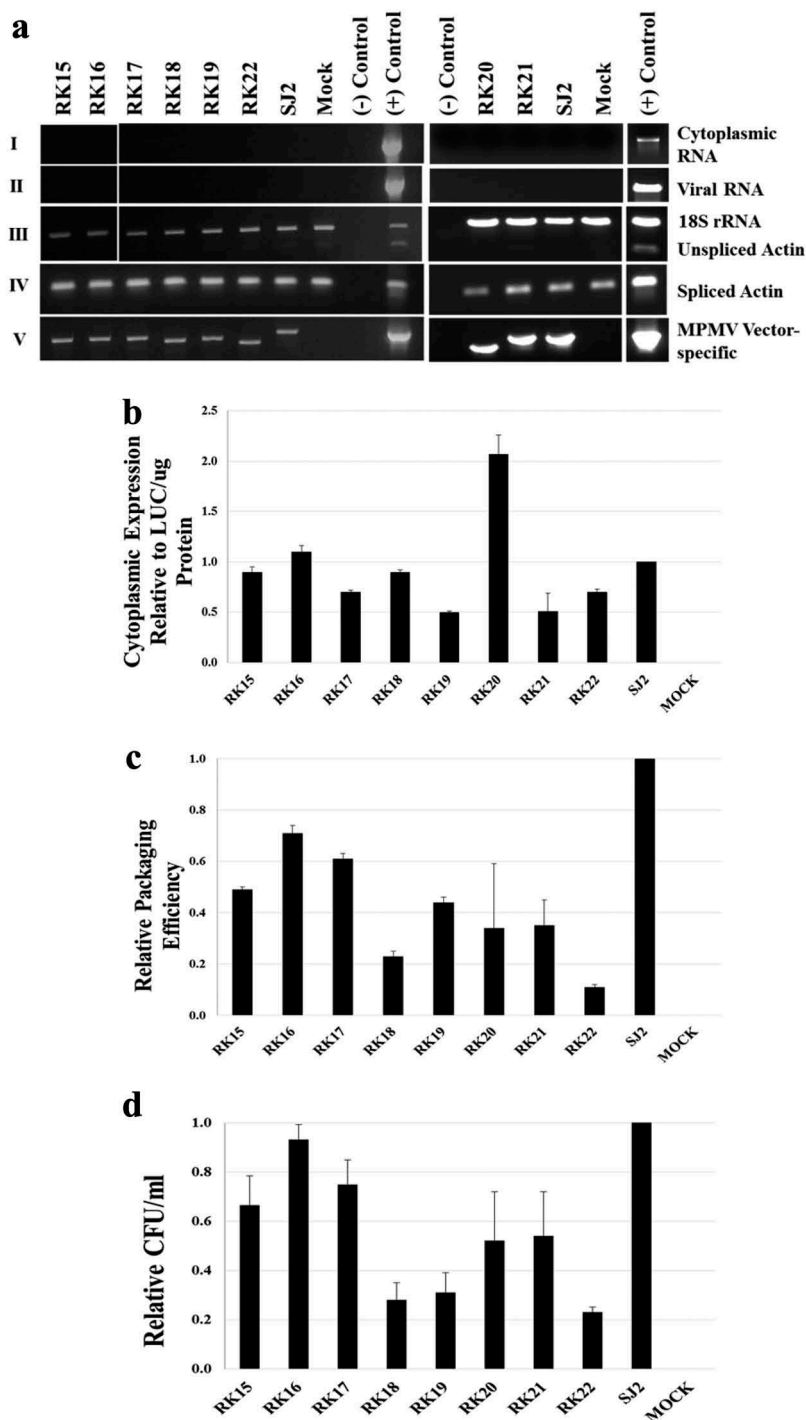 a
RK15 RK16 RK17 RK18 RK19 RK22 SJ2 Mock (-) Control (+) Control (-) Control RK20 RK21 SJ2 Mock (+) Control
I
Cytoplasmic
RNA
II
Viral RNA
III
18S rRNA
Unspliced Actin
IV
Spliced Actin
V
MPMV Vector-
specific
b
Cytoplasmic Expression
Relative to LUC/ug
Protein
2.5
2.0
1.5
1.0
0.5
0.0
RK15 RK16 RK17 RK18 RK19 RK20 RK21 RK22 SJ2 MOCK
c
Relative Packaging
Efficiency
1.0
0.8
0.6
0.4
0.2
0.0
RK15 RK16 RK17 RK18 RK19 RK20 RK21 RK22 SJ2 MOCK
d
Relative CFU/ml
1.0
0.8
0.6
0.4
0.2
0.0
RK15 RK16 RK17 RK18 RK19 RK20 RK21 RK22 SJ2 MOCK